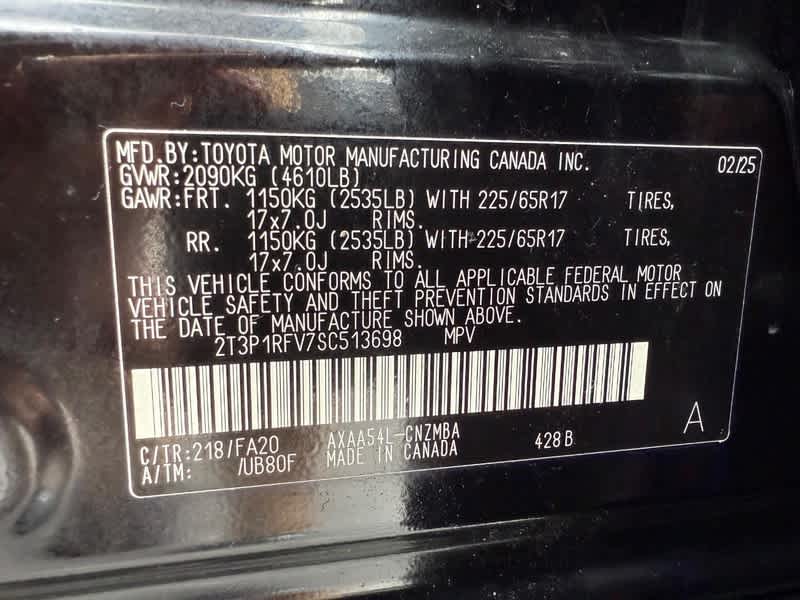 MFD.BY:TOYOTA MOTOR MANUFACTURING CANADA INC. 02/25
GVWR:2090KG (4610LB)
GAWR:FRT. 1150KG (2535LB) WITH 225/65R17 TIRES,
17x7.0J RIMS.
RR. 1150KG (2535LB) WITH 225/65R17 TIRES,
17x7.0J RIMS.
THIS VEHICLE CONFORMS TO ALL APPLICABLE FEDERAL MOTOR
VEHICLE SAFETY AND THEFT PREVENTION STANDARDS IN EFFECT ON
THE DATE OF MANUFACTURE SHOWN ABOVE.
2T3P1RFV7SC513698 MPV
C/TR:218/FA20 AXAA54L-CNZMBA 428B A
A/TM: /UB80F MADE IN CANADA